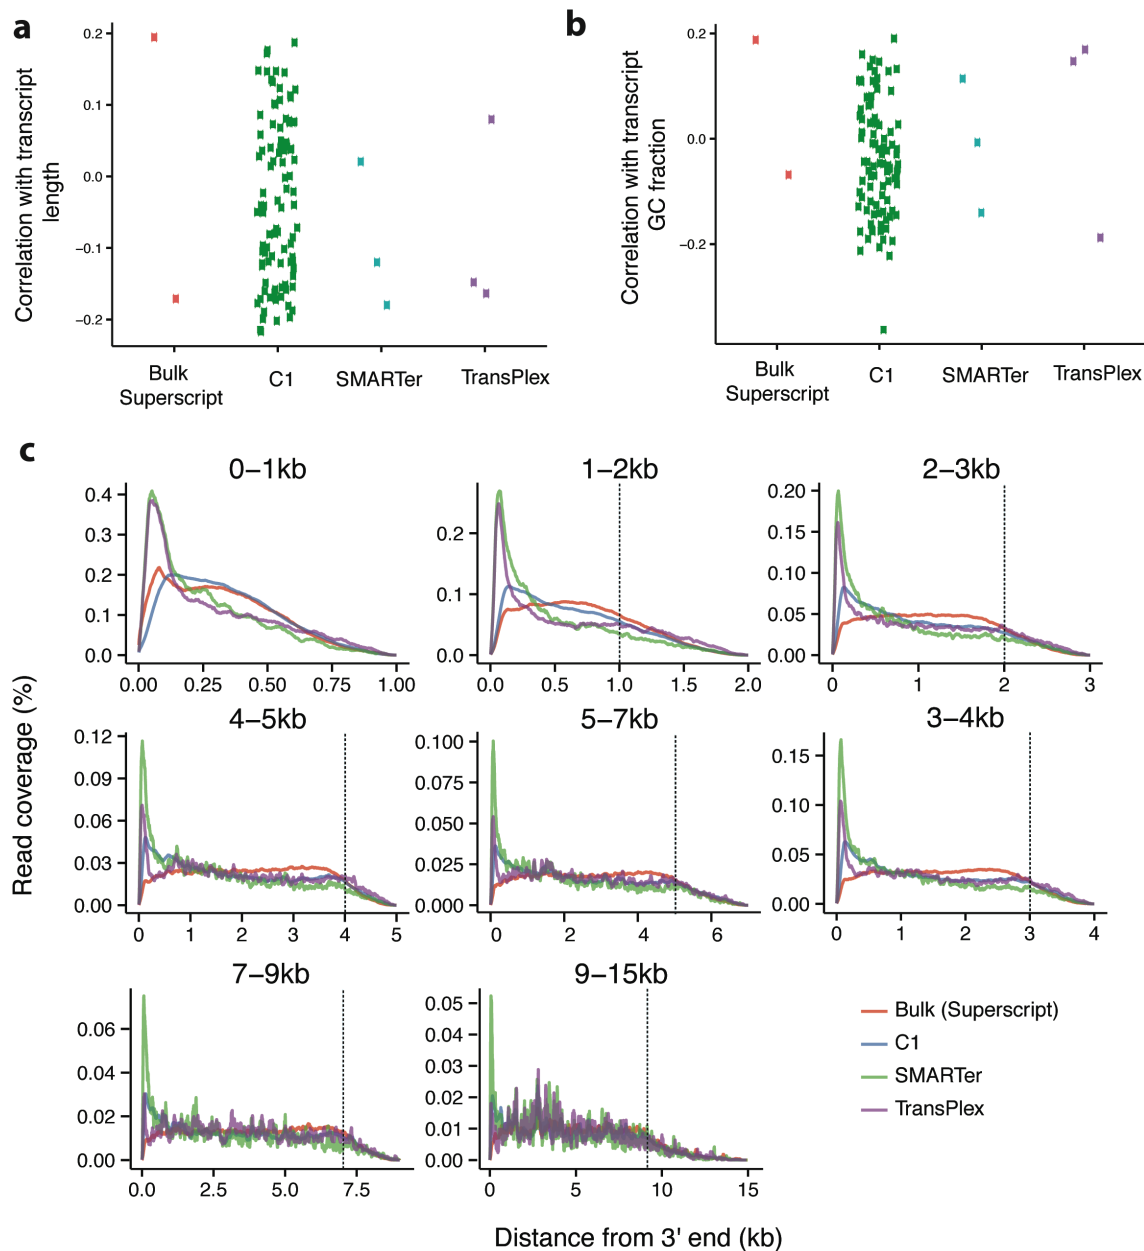 a
Correlation with transcript
length
0.2
0.1
0.0
−0.1
−0.2
Bulk
Superscript
C1
SMARTer
TransPlex
b
Correlation with transcript
GC fraction
0.2
0.0
−0.2
Bulk
Superscript
C1
SMARTer
TransPlex
c
Read coverage (%)
0−1kb
0.4
0.3
0.2
0.1
0.0
0.00 0.25 0.50 0.75 1.00
1−2kb
0.2
0.1
0.0
0.0 0.5 1.0 1.5 2.0
2−3kb
0.20
0.15
0.10
0.05
0.00
0 1 2 3
4−5kb
0.12
0.09
0.06
0.03
0.00
0 1 2 3 4 5
5−7kb
0.100
0.075
0.050
0.025
0.000
0 2 4 6
3−4kb
0.15
0.10
0.05
0.00
0 1 2 3 4
7−9kb
0.06
0.04
0.02
0.00
0.0 2.5 5.0 7.5
9−15kb
0.05
0.04
0.03
0.02
0.01
0.00
0 5 10 15
Bulk (Superscript)
C1
SMARTer
TransPlex
Distance from 3' end (kb)